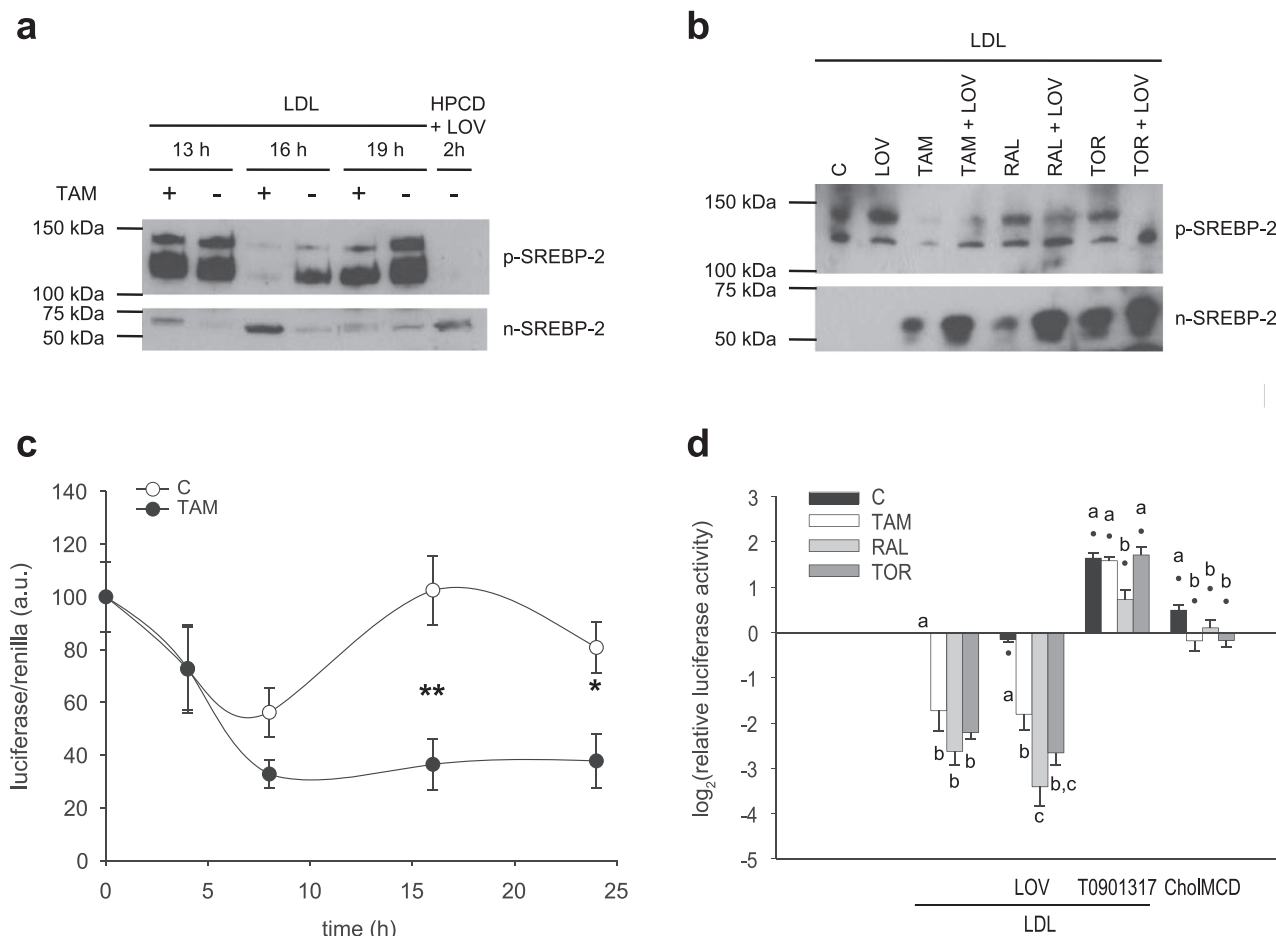 a
LDL
HPCD
+ LOV
13 h 16 h 19 h 2h
TAM + - + - + - -
150 kDa
p-SREBP-2
100 kDa
75 kDa
n-SREBP-2
50 kDa
b
LDL
C LOV TAM TAM + LOV RAL RAL + LOV TOR TOR + LOV
150 kDa
p-SREBP-2
100 kDa
75 kDa
n-SREBP-2
50 kDa
c
C
TAM
luciferase/renilla (a.u.)
140
120
100
80
60
40
20
0
** *
0 5 10 15 20 25
time (h)
d
C
TAM
RAL
TOR
log2(relative luciferase activity)
3
2
1
0
-1
-2
-3
-4
-5
a b b b
a b c b,c
a a b a
a b b b
LOV T0901317 CholMCD
LDL